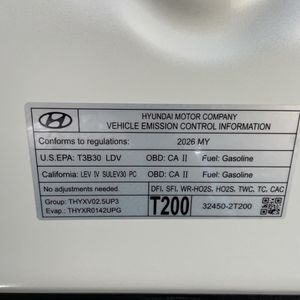 HYUNDAI MOTOR COMPANY
VEHICLE EMISSION CONTROL INFORMATION
Conforms to regulations: 2026 MY
U.S.EPA: T3B30 LDV OBD: CA II Fuel: Gasoline
California: LEV IV SULEV30 PC OBD: CA II Fuel: Gasoline
No adjustments needed. DFI, SFI, WR-HO2S, HO2S, TWC, TC, CAC
Group: THYXV02.5UP3
Evap: THYXR0142UPG
T200 32450-2T200